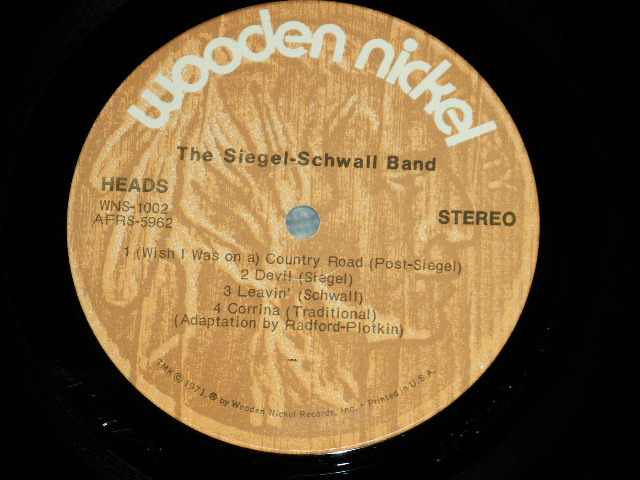 wooden nickel
The Siegel-Schwall Band
HEADS
WNS-1002
AFRS-5962
STEREO
1 (Wish I Was on a) Country Road (Post-Siegel)
2 Devil (Siegel)
3 Leavin' (Schwall)
4 Corrina (Traditional)
(Adaptation by Radford-Plotkin)
TMK © 1971, ℗ by Wooden Nickel Records, Inc. • Printed in U.S.A.